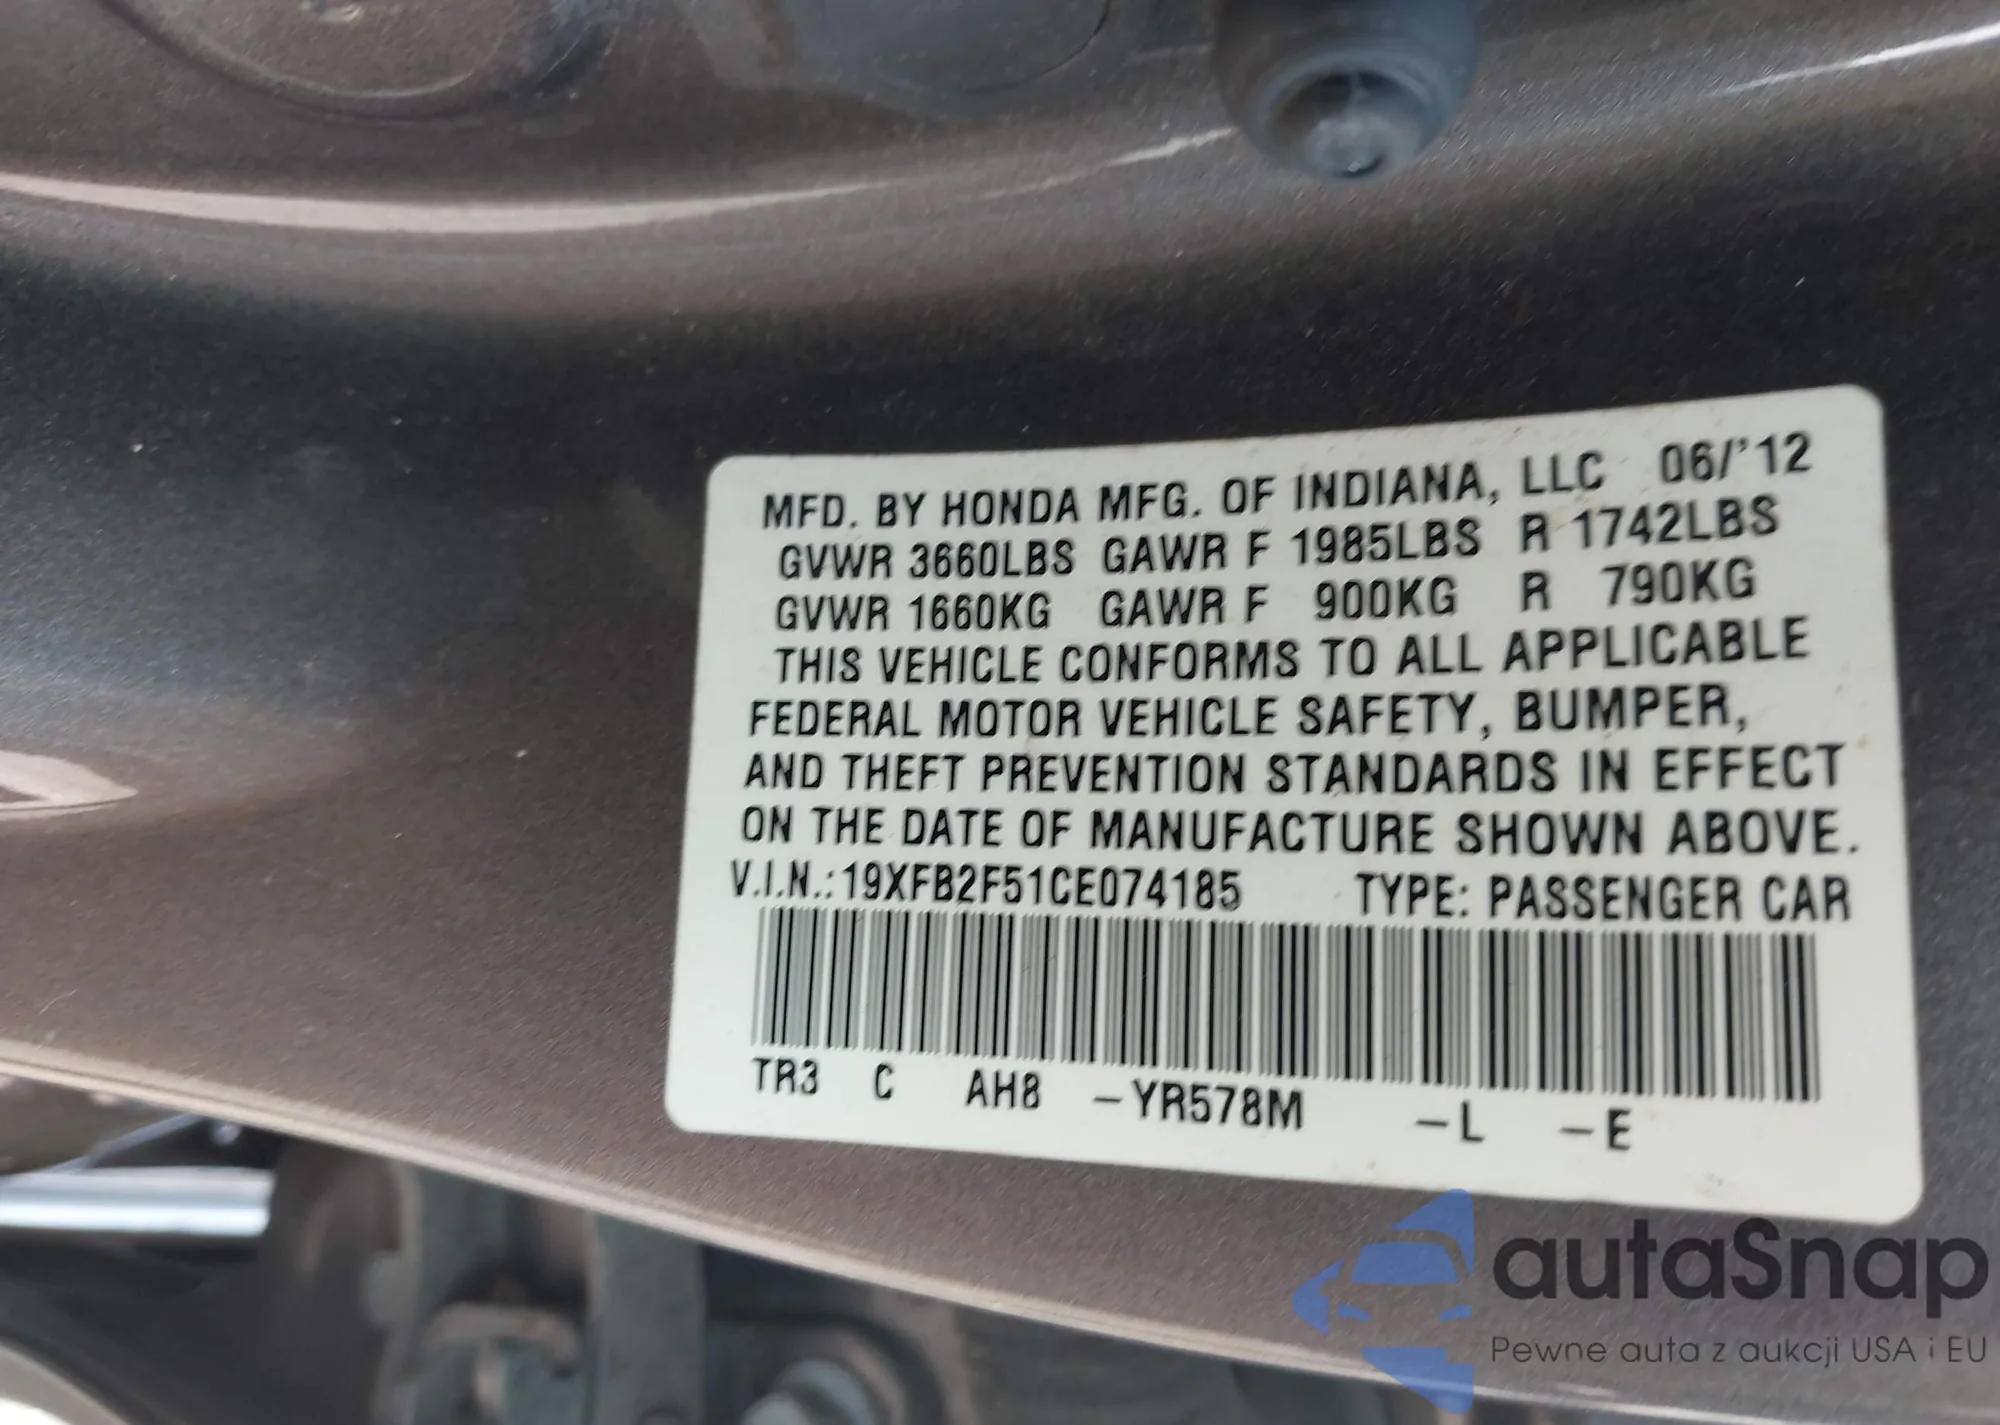 MFD. BY HONDA MFG. OF INDIANA, LLC 06/'12
GVWR 3660LBS GAWR F 1985LBS R 1742LBS
GVWR 1660KG GAWR F 900KG R 790KG
THIS VEHICLE CONFORMS TO ALL APPLICABLE
FEDERAL MOTOR VEHICLE SAFETY, BUMPER,
AND THEFT PREVENTION STANDARDS IN EFFECT
ON THE DATE OF MANUFACTURE SHOWN ABOVE.
V.I.N.:19XFB2F51CE074185 TYPE: PASSENGER CAR
TR3 C AH8 -YR578M -L -E
autaSnap
Pewne auta z aukcji USA i EU